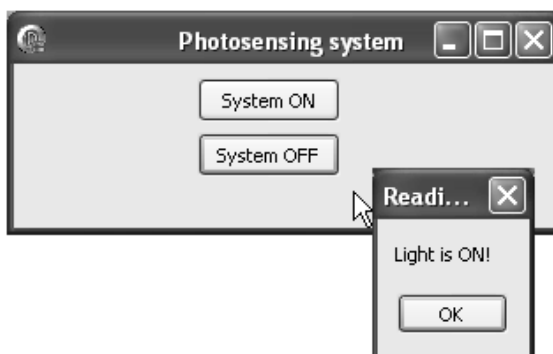 Photosensing system
System ON
System OFF
Readi...
Light is ON!
OK